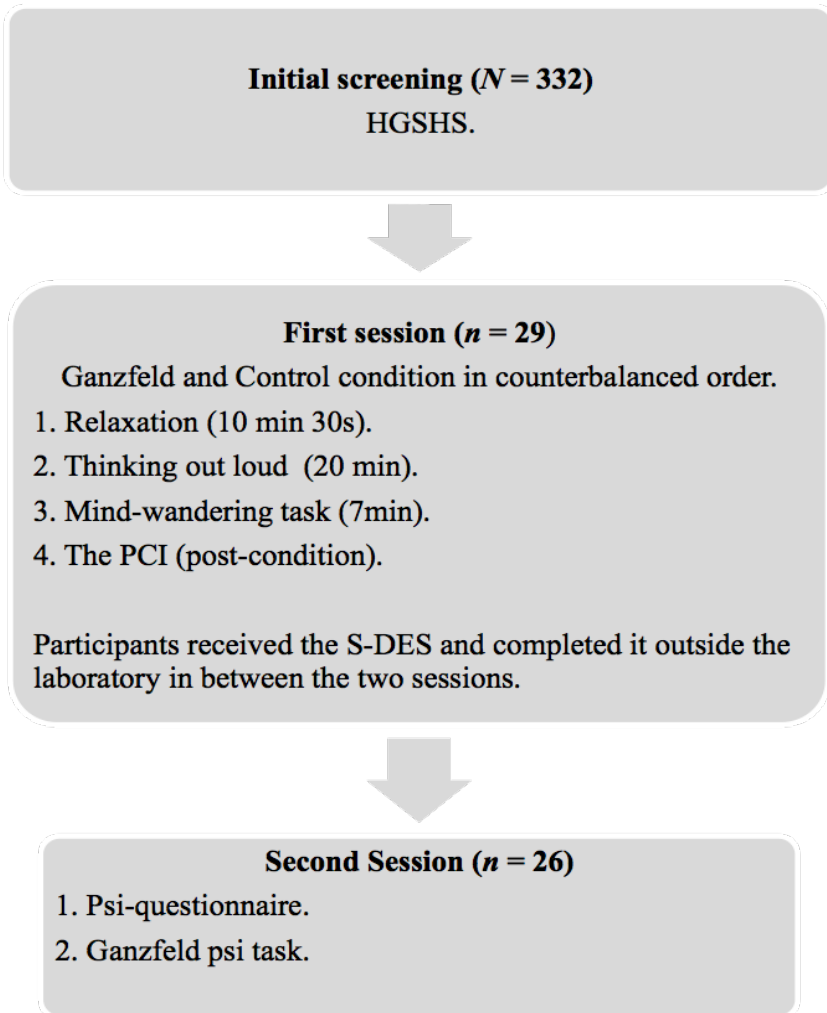 Initial screening (N = 332)
HGSHS.
First session (n = 29)
Ganzfeld and Control condition in counterbalanced order.
1. Relaxation (10 min 30s).
2. Thinking out loud  (20 min).
3. Mind-wandering task (7min).
4. The PCI (post-condition).
Participants received the S-DES and completed it outside the
laboratory in between the two sessions.
Second Session (n = 26)
1. Psi-questionnaire.
2. Ganzfeld psi task.